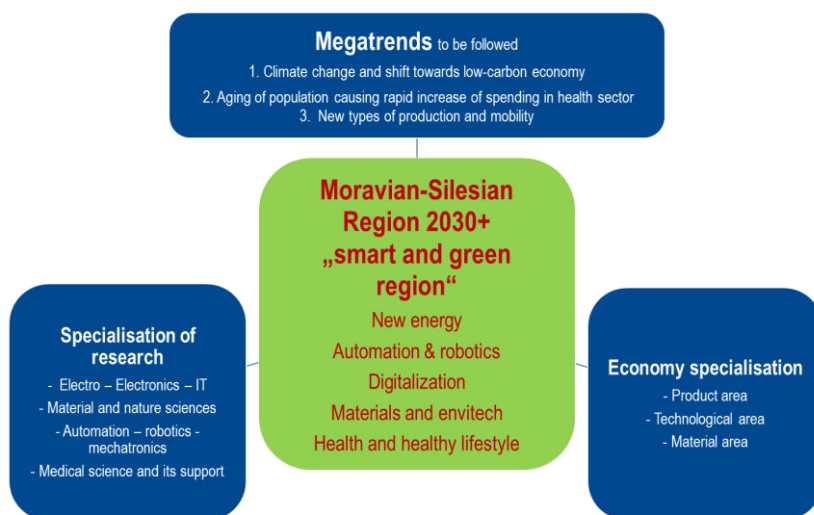 Megatrends to be followed
1. Climate change and shift towards low-carbon economy
2. Aging of population causing rapid increase of spending in health sector
3. New types of production and mobility
Moravian-Silesian
Region 2030+
„smart and green
region“
New energy
Automation & robotics
Digitalization
Materials and envitech
Health and healthy lifestyle
Specialisation of
research
- Electro – Electronics – IT
- Material and nature sciences
- Automation – robotics -
mechatronics
- Medical science and its support
Economy specialisation
- Product area
- Technological area
- Material area